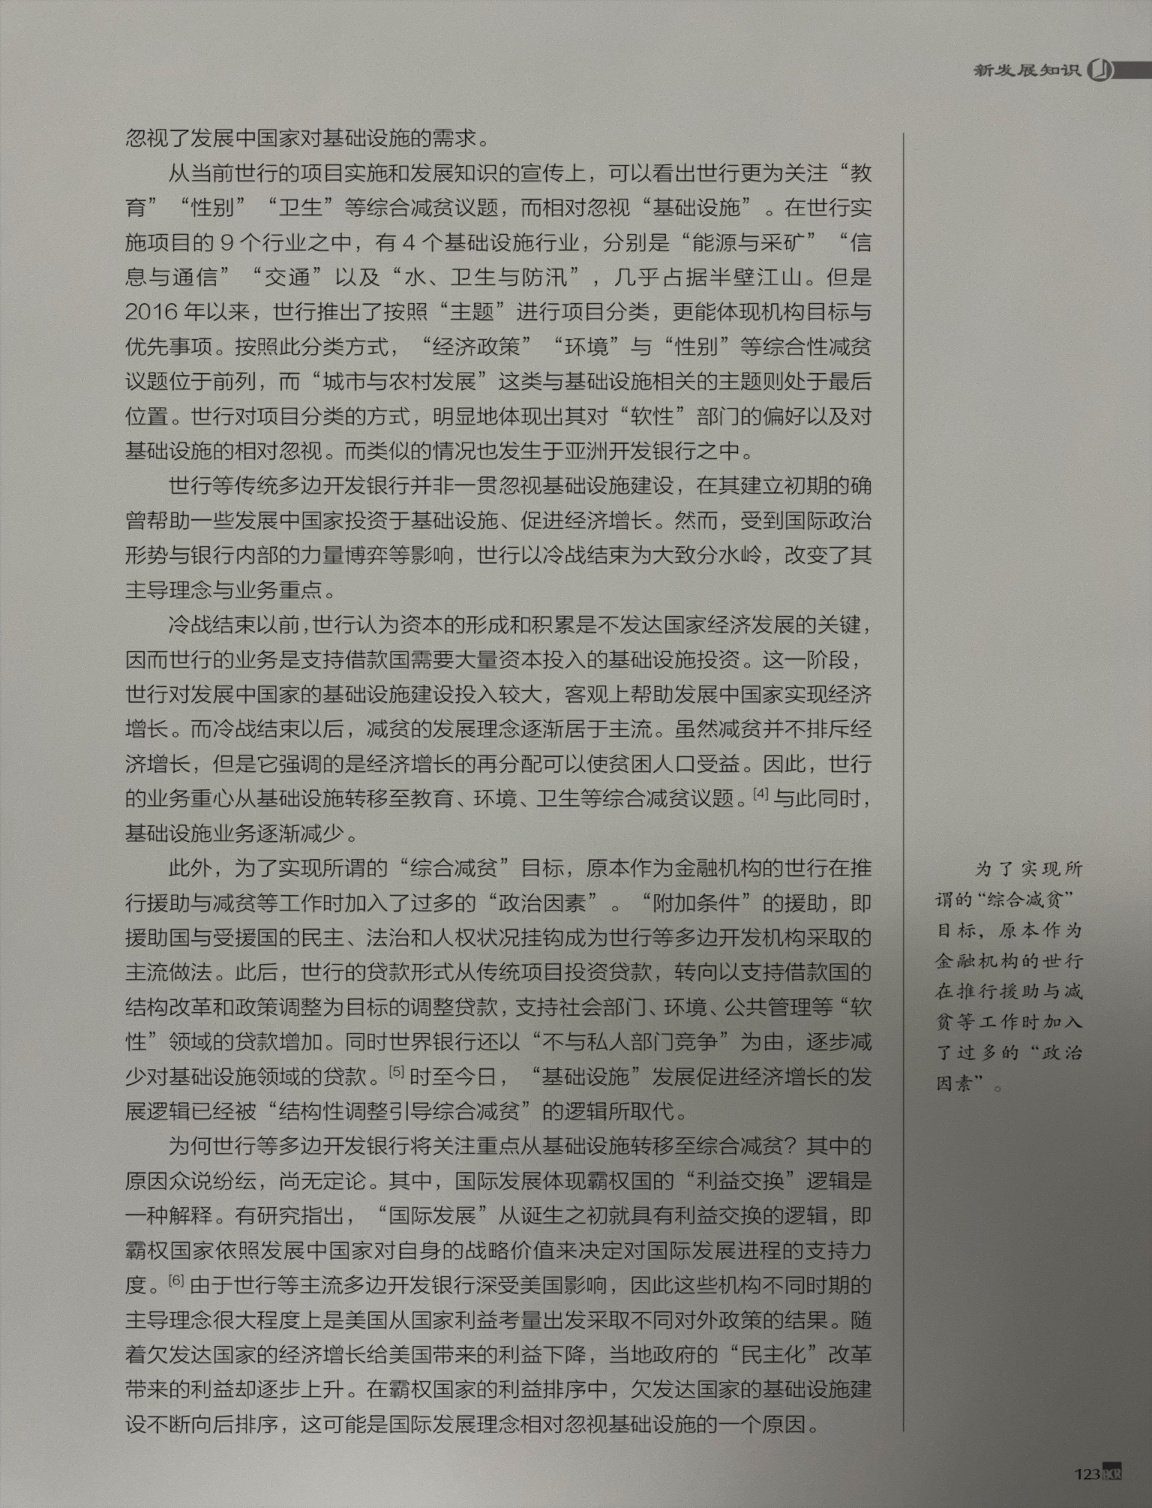 新发展知识
忽视了发展中国家对基础设施的需求。
从当前世行的项目实施和发展知识的宣传上，可以看出世行更为关注“教
育”“性别”“卫生”等综合减贫议题，而相对忽视“基础设施”。在世行实
施项目的 9 个行业之中，有 4 个基础设施行业，分别是“能源与采矿”“信
息与通信”“交通”以及“水、卫生与防汛”，几乎占据半壁江山。但是
2016 年以来，世行推出了按照“主题”进行项目分类，更能体现机构目标与
优先事项。按照此分类方式，“经济政策”“环境”与“性别”等综合性减贫
议题位于前列，而“城市与农村发展”这类与基础设施相关的主题则处于最后
位置。世行对项目分类的方式，明显地体现出其对“软性”部门的偏好以及对
基础设施的相对忽视。而类似的情况也发生于亚洲开发银行之中。
世行等传统多边开发银行并非一贯忽视基础设施建设，在其建立初期的确
曾帮助一些发展中国家投资于基础设施、促进经济增长。然而，受到国际政治
形势与银行内部的力量博弈等影响，世行以冷战结束为大致分水岭，改变了其
主导理念与业务重点。
冷战结束以前，世行认为资本的形成和积累是不发达国家经济发展的关键，
因而世行的业务是支持借款国需要大量资本投入的基础设施投资。这一阶段，
世行对发展中国家的基础设施建设投入较大，客观上帮助发展中国家实现经济
增长。而冷战结束以后，减贫的发展理念逐渐居于主流。虽然减贫并不排斥经
济增长，但是它强调的是经济增长的再分配可以使贫困人口受益。因此，世行
的业务重心从基础设施转移至教育、环境、卫生等综合减贫议题。[4] 与此同时，
基础设施业务逐渐减少。
此外，为了实现所谓的“综合减贫”目标，原本作为金融机构的世行在推
行援助与减贫等工作时加入了过多的“政治因素”。“附加条件”的援助，即
援助国与受援国的民主、法治和人权状况挂钩成为世行等多边开发机构采取的
主流做法。此后，世行的贷款形式从传统项目投资贷款，转向以支持借款国的
结构改革和政策调整为目标的调整贷款，支持社会部门、环境、公共管理等“软
性”领域的贷款增加。同时世界银行还以“不与私人部门竞争”为由，逐步减
少对基础设施领域的贷款。[5] 时至今日，“基础设施”发展促进经济增长的发
展逻辑已经被“结构性调整引导综合减贫”的逻辑所取代。
为何世行等多边开发银行将关注重点从基础设施转移至综合减贫？其中的
原因众说纷纭，尚无定论。其中，国际发展体现霸权国的“利益交换”逻辑是
一种解释。有研究指出，“国际发展”从诞生之初就具有利益交换的逻辑，即
霸权国家依照发展中国家对自身的战略价值来决定对国际发展进程的支持力
度。[6] 由于世行等主流多边开发银行深受美国影响，因此这些机构不同时期的
主导理念很大程度上是美国从国家利益考量出发采取不同对外政策的结果。随
着欠发达国家的经济增长给美国带来的利益下降，当地政府的“民主化”改革
带来的利益却逐步上升。在霸权国家的利益排序中，欠发达国家的基础设施建
设不断向后排序，这可能是国际发展理念相对忽视基础设施的一个原因。
为了实现所
谓的“综合减贫”
目标，原本作为
金融机构的世行
在推行援助与减
贫等工作时加入
了过多的“政治
因素”。
123